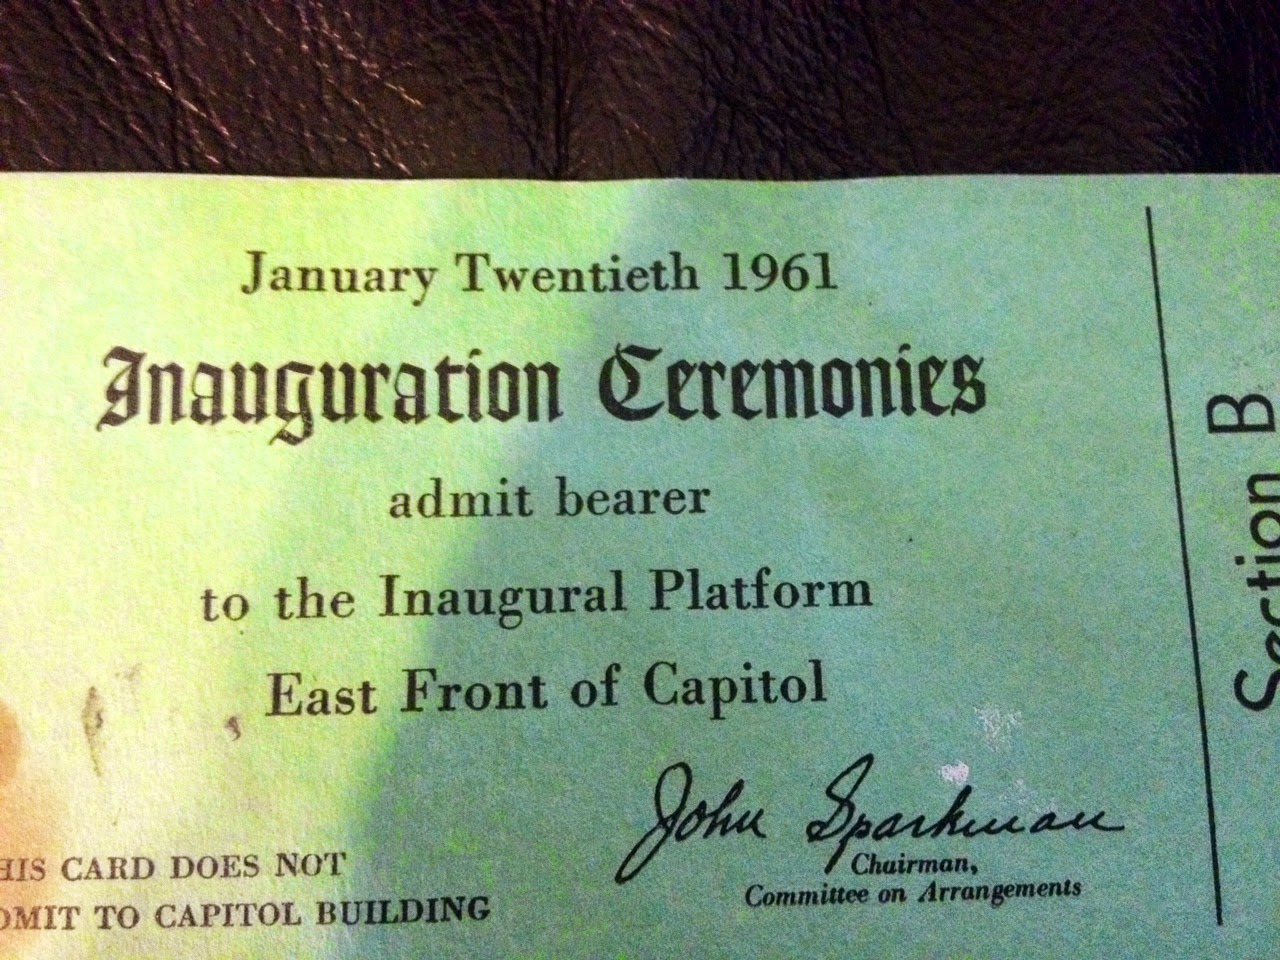 January Twentieth 1961
Inauguration Ceremonies
admit bearer
to the Inaugural Platform
East Front of Capitol
John Sparkman
Chairman,
Committee on Arrangements
HIS CARD DOES NOT
DMIT TO CAPITOL BUILDING
Section B